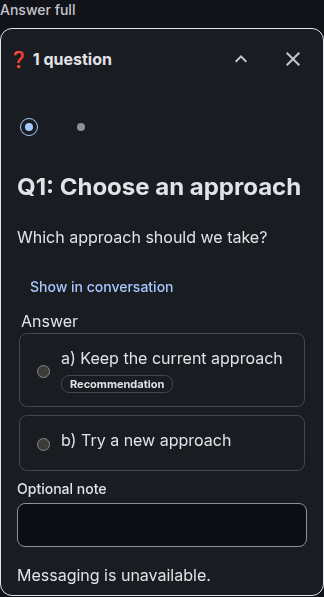 Answer full
❓ 1 question
Q1: Choose an approach
Which approach should we take?
Show in conversation
Answer
a) Keep the current approach
Recommendation
b) Try a new approach
Optional note
Messaging is unavailable.